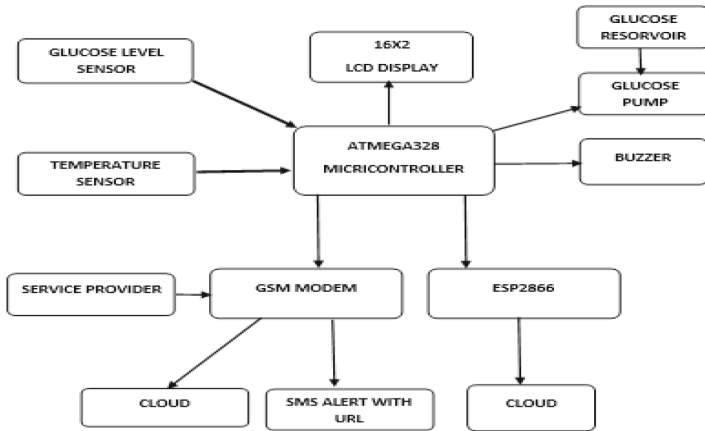 GLUCOSE LEVEL
SENSOR
16X2
LCD DISPLAY
GLUCOSE
RESORVOIR
GLUCOSE
PUMP
TEMPERATURE
SENSOR
ATMEGA328
MICRICONTROLLER
BUZZER
SERVICE PROVIDER
GSM MODEM
ESP2866
CLOUD
SMS ALERT WITH
URL
CLOUD